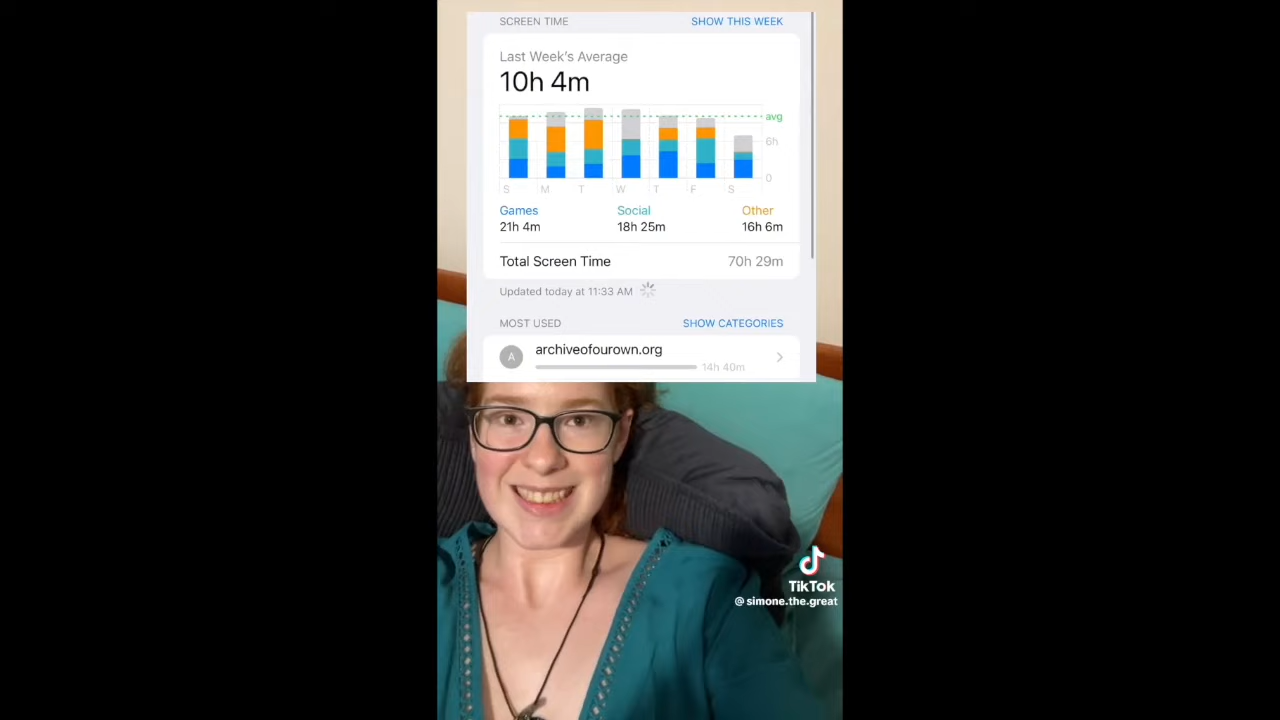 SCREEN TIME SHOW THIS WEEK
Last Week's Average
10h 4m
avg
6h
0
S M T W T F S
Games Social Other
21h 4m 18h 25m 16h 6m
Total Screen Time 70h 29m
Updated today at 11:33 AM
MOST USED SHOW CATEGORIES
A archiveofourown.org
14h 40m
TikTok
@simone.the.great